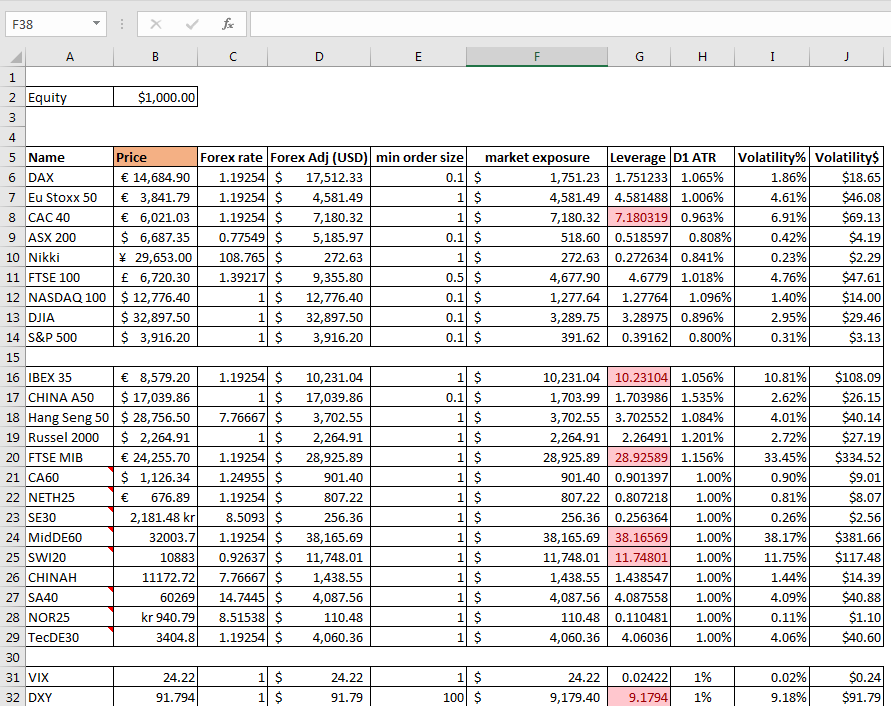 F38 fx
A B C D E F G H I J
1
2 Equity $1,000.00
3
4
5 Name Price Forex rate Forex Adj (USD) min order size market exposure Leverage D1 ATR Volatility% Volatility$
6 DAX € 14,684.90 1.19254 $ 17,512.33 0.1 $ 1,751.23 1.751233 1.065% 1.86% $18.65
7 Eu Stoxx 50 € 3,841.79 1.19254 $ 4,581.49 1 $ 4,581.49 4.581488 1.006% 4.61% $46.08
8 CAC 40 € 6,021.03 1.19254 $ 7,180.32 1 $ 7,180.32 7.180319 0.963% 6.91% $69.13
9 ASX 200 $ 6,687.35 0.77549 $ 5,185.97 0.1 $ 518.60 0.518597 0.808% 0.42% $4.19
10 Nikki ¥ 29,653.00 108.765 $ 272.63 1 $ 272.63 0.272634 0.841% 0.23% $2.29
11 FTSE 100 £ 6,720.30 1.39217 $ 9,355.80 0.5 $ 4,677.90 4.6779 1.018% 4.76% $47.61
12 NASDAQ 100 $ 12,776.40 1 $ 12,776.40 0.1 $ 1,277.64 1.27764 1.096% 1.40% $14.00
13 DJIA $ 32,897.50 1 $ 32,897.50 0.1 $ 3,289.75 3.28975 0.896% 2.95% $29.46
14 S&P 500 $ 3,916.20 1 $ 3,916.20 0.1 $ 391.62 0.39162 0.800% 0.31% $3.13
15
16 IBEX 35 € 8,579.20 1.19254 $ 10,231.04 1 $ 10,231.04 10.23104 1.056% 10.81% $108.09
17 CHINA A50 $ 17,039.86 1 $ 17,039.86 0.1 $ 1,703.99 1.703986 1.535% 2.62% $26.15
18 Hang Seng 50 $ 28,756.50 7.76667 $ 3,702.55 1 $ 3,702.55 3.702552 1.084% 4.01% $40.14
19 Russel 2000 $ 2,264.91 1 $ 2,264.91 1 $ 2,264.91 2.26491 1.201% 2.72% $27.19
20 FTSE MIB € 24,255.70 1.19254 $ 28,925.89 1 $ 28,925.89 28.92589 1.156% 33.45% $334.52
21 CA60 $ 1,126.34 1.24955 $ 901.40 1 $ 901.40 0.901397 1.00% 0.90% $9.01
22 NETH25 € 676.89 1.19254 $ 807.22 1 $ 807.22 0.807218 1.00% 0.81% $8.07
23 SE30 2,181.48 kr 8.5093 $ 256.36 1 $ 256.36 0.256364 1.00% 0.26% $2.56
24 MidDE60 32003.7 1.19254 $ 38,165.69 1 $ 38,165.69 38.16569 1.00% 38.17% $381.66
25 SWI20 10883 0.92637 $ 11,748.01 1 $ 11,748.01 11.74801 1.00% 11.75% $117.48
26 CHINAH 11172.72 7.76667 $ 1,438.55 1 $ 1,438.55 1.438547 1.00% 1.44% $14.39
27 SA40 60269 14.7445 $ 4,087.56 1 $ 4,087.56 4.087558 1.00% 4.09% $40.88
28 NOR25 kr 940.79 8.51538 $ 110.48 1 $ 110.48 0.110481 1.00% 0.11% $1.10
29 TecDE30 3404.8 1.19254 $ 4,060.36 1 $ 4,060.36 4.06036 1.00% 4.06% $40.60
30
31 VIX 24.22 1 $ 24.22 1 $ 24.22 0.02422 1% 0.02% $0.24
32 DXY 91.794 1 $ 91.79 100 $ 9,179.40 9.1794 1% 9.18% $91.79